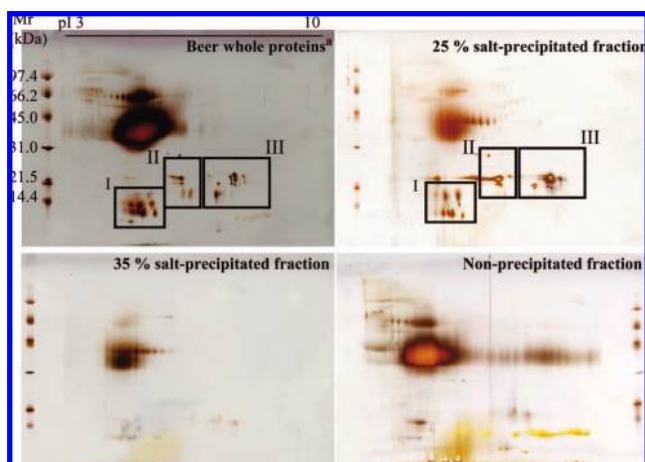 Mr pI 3 10
(kDa)
Beer whole proteinsª
25 % salt-precipitated fraction
97.4
66.2
45.0
31.0
21.5
14.4
I
II
III
I
II
III
35 % salt-precipitated fraction
Non-precipitated fraction